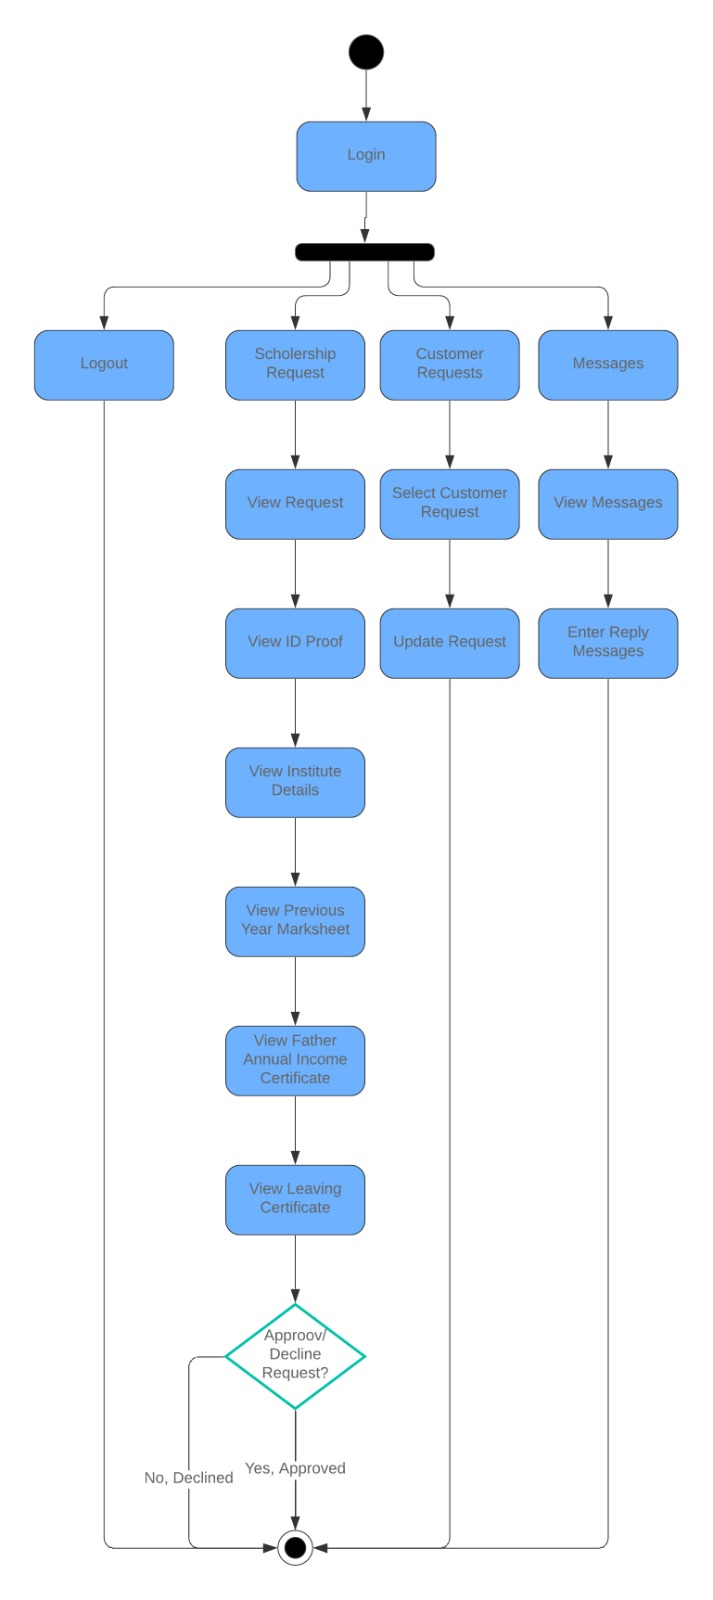 Login
Logout
Scholership
Request
Customer
Requests
Messages
View Request
Select Customer
Request
View Messages
View ID Proof
Update Request
Enter Reply
Messages
View Institute
Details
View Previous
Year Marksheet
View Father
Annual Income
Certificate
View Leaving
Certificate
Approov/
Decline
Request?
No, Declined
Yes, Approved